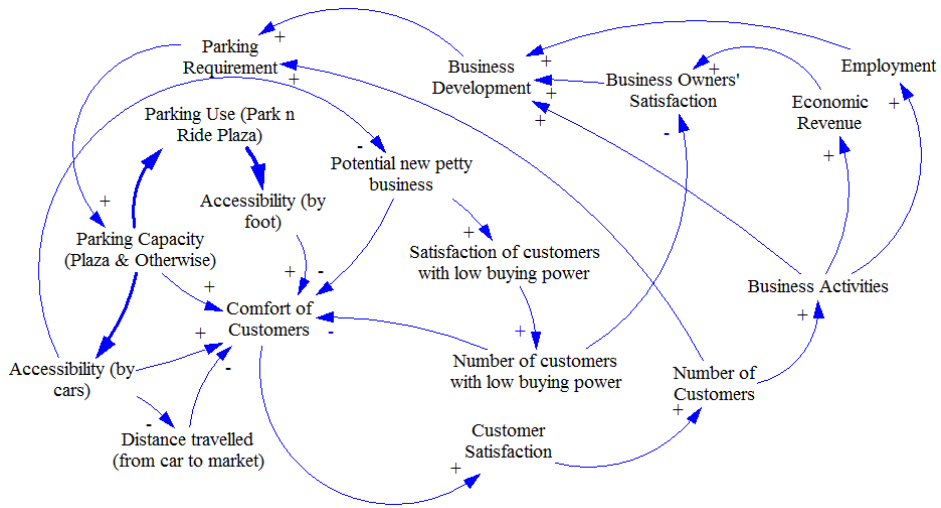 Parking
Requirement
+
+
Business
Development
+
+
+
Business Owners'
Satisfaction
+
-
Employment
+
Economic
Revenue
+
Parking Use (Park n
Ride Plaza)
-
Potential new petty
business
Accessibility (by
foot)
+
Parking Capacity
(Plaza & Otherwise)
+
Satisfaction of customers
with low buying power
+
-
+
Business Activities
+
Comfort of
Customers
+
-
-
+
Number of customers
with low buying power
Accessibility (by
cars)
Number of
Customers
+
-
Distance travelled
(from car to market)
Customer
Satisfaction
+